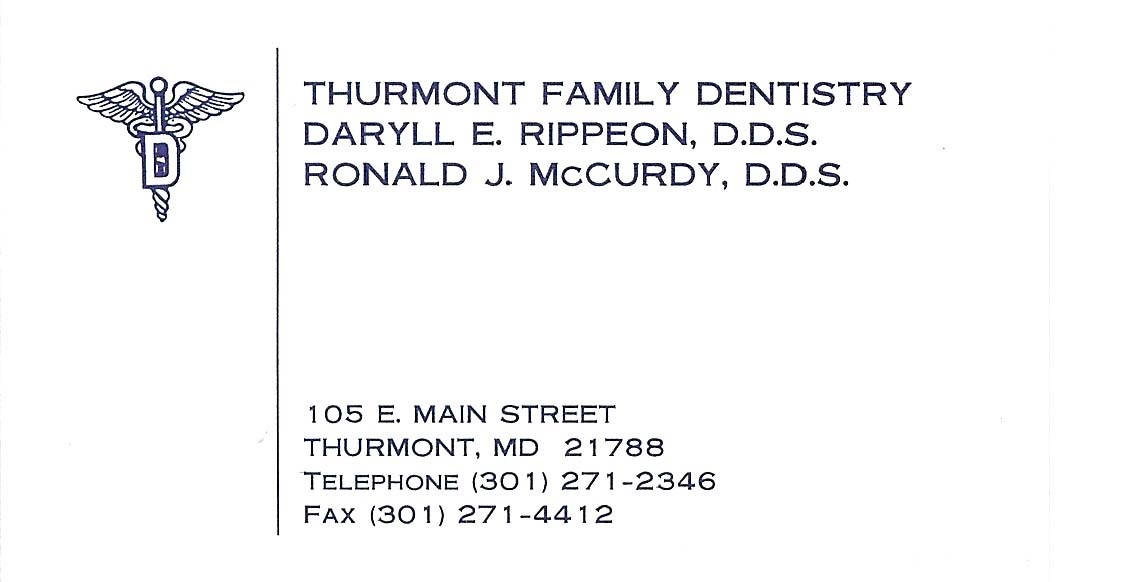 D
THURMONT FAMILY DENTISTRY
DARYLL E. RIPPEON, D.D.S.
RONALD J. McCURDY, D.D.S.
105 E. MAIN STREET
THURMONT, MD 21788
TELEPHONE (301) 271-2346
FAX (301) 271-4412